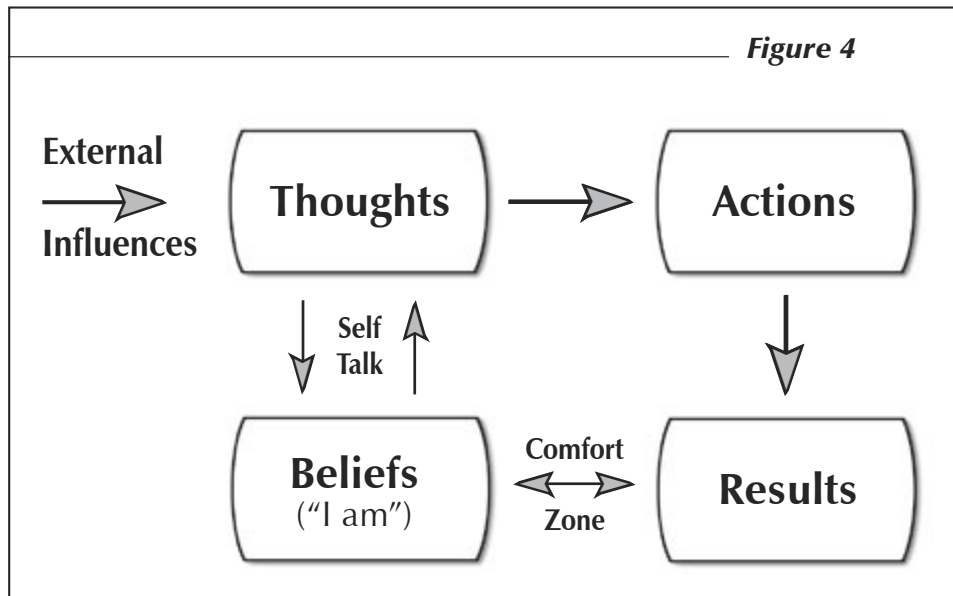 Figure 4
External
Influences
Thoughts
Actions
Self
Talk
Beliefs
(“I am”)
Comfort
Zone
Results